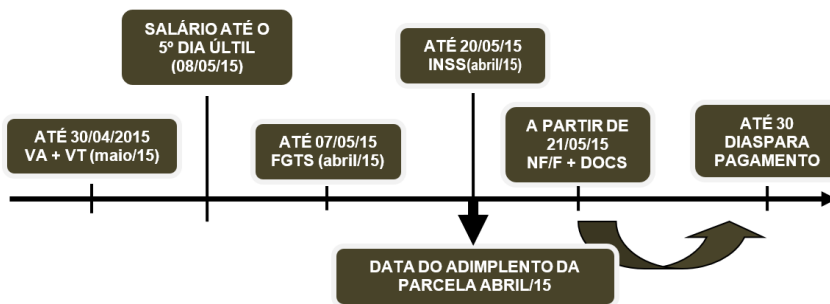 SALÁRIO ATÉ O
5º DIA ÚLTIL
(08/05/15)
ATÉ 20/05/15
INSS(abril/15)
ATÉ 30/04/2015
VA + VT (maio/15)
ATÉ 07/05/15
FGTS (abril/15)
A PARTIR DE
21/05/15
NF/F + DOCS
ATÉ 30
DIASPARA
PAGAMENTO
DATA DO ADIMPLENTO DA
PARCELA ABRIL/15